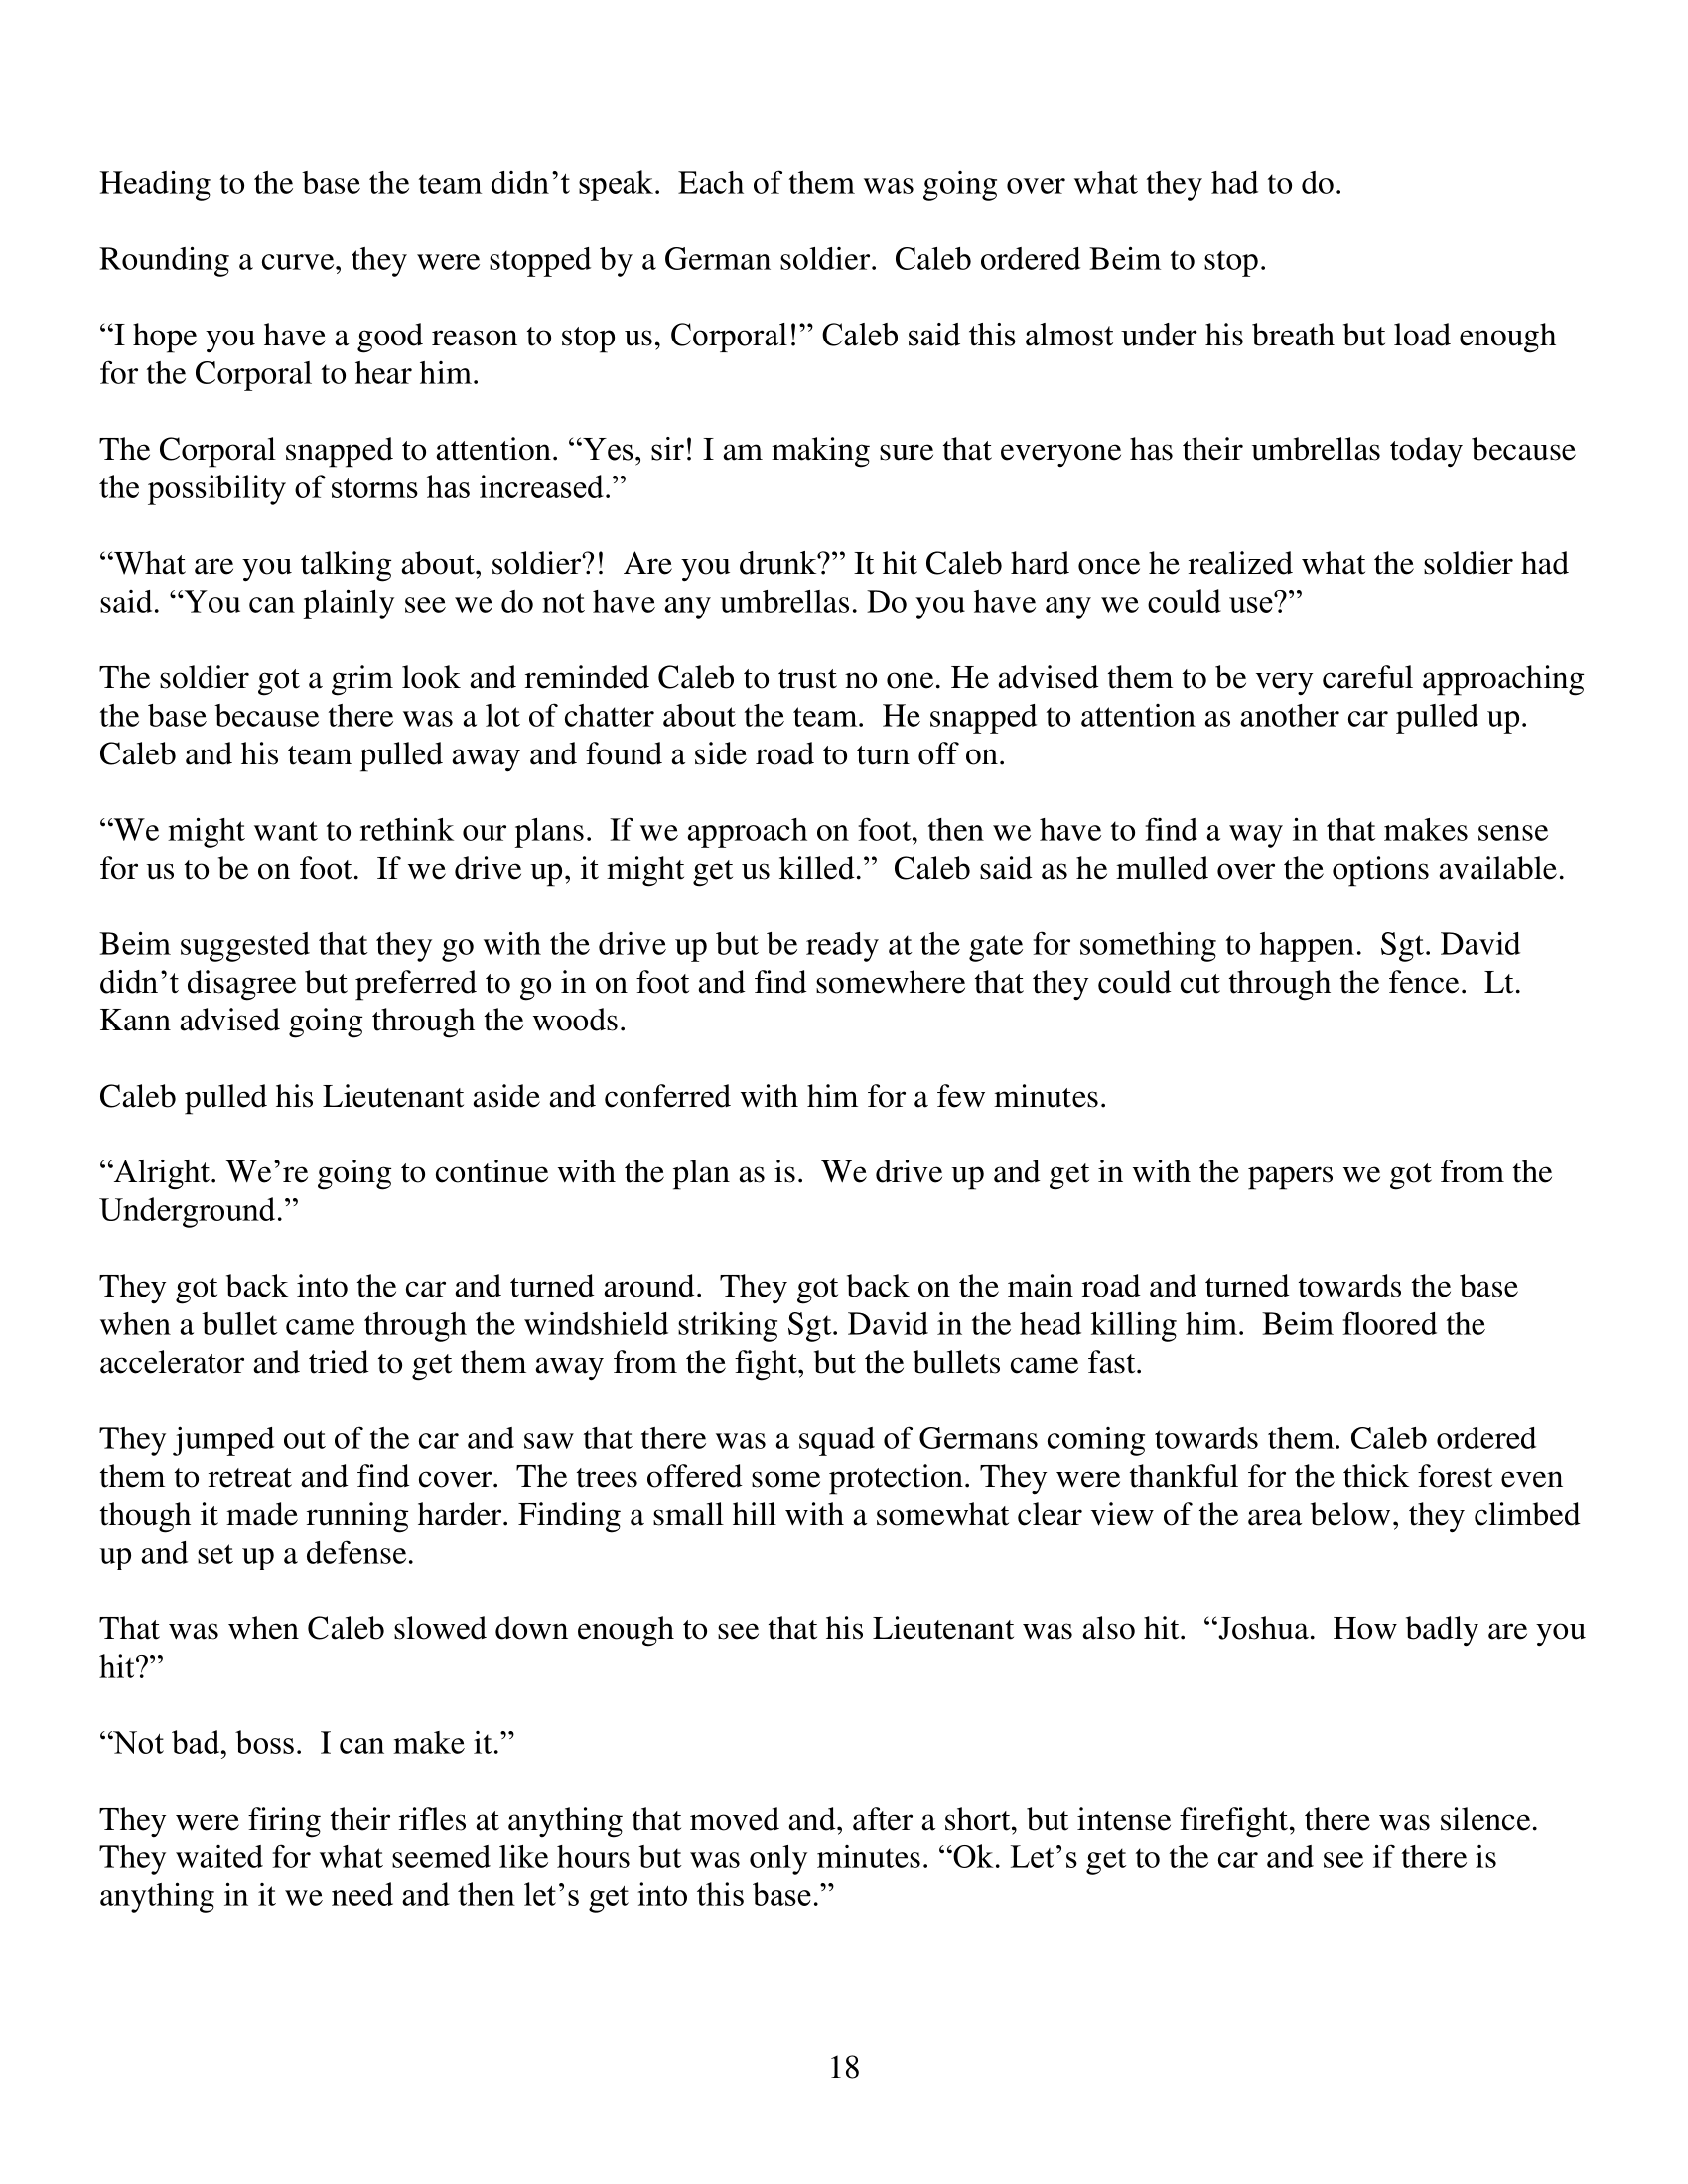 Heading to the base the team didn’t speak.  Each of them was going over what they had to do.
Rounding a curve, they were stopped by a German soldier.  Caleb ordered Beim to stop.
“I hope you have a good reason to stop us, Corporal!” Caleb said this almost under his breath but load enough
for the Corporal to hear him.
The Corporal snapped to attention. “Yes, sir! I am making sure that everyone has their umbrellas today because
the possibility of storms has increased.”
“What are you talking about, soldier?!  Are you drunk?” It hit Caleb hard once he realized what the soldier had
said. “You can plainly see we do not have any umbrellas. Do you have any we could use?”
The soldier got a grim look and reminded Caleb to trust no one. He advised them to be very careful approaching
the base because there was a lot of chatter about the team.  He snapped to attention as another car pulled up.
Caleb and his team pulled away and found a side road to turn off on.
“We might want to rethink our plans.  If we approach on foot, then we have to find a way in that makes sense
for us to be on foot.  If we drive up, it might get us killed.”  Caleb said as he mulled over the options available.
Beim suggested that they go with the drive up but be ready at the gate for something to happen.  Sgt. David
didn’t disagree but preferred to go in on foot and find somewhere that they could cut through the fence.  Lt.
Kann advised going through the woods.
Caleb pulled his Lieutenant aside and conferred with him for a few minutes.
“Alright. We’re going to continue with the plan as is.  We drive up and get in with the papers we got from the
Underground.”
They got back into the car and turned around.  They got back on the main road and turned towards the base
when a bullet came through the windshield striking Sgt. David in the head killing him.  Beim floored the
accelerator and tried to get them away from the fight, but the bullets came fast.
They jumped out of the car and saw that there was a squad of Germans coming towards them. Caleb ordered
them to retreat and find cover.  The trees offered some protection. They were thankful for the thick forest even
though it made running harder. Finding a small hill with a somewhat clear view of the area below, they climbed
up and set up a defense.
That was when Caleb slowed down enough to see that his Lieutenant was also hit.  “Joshua.  How badly are you
hit?”
“Not bad, boss.  I can make it.”
They were firing their rifles at anything that moved and, after a short, but intense firefight, there was silence.
They waited for what seemed like hours but was only minutes. “Ok. Let’s get to the car and see if there is
anything in it we need and then let’s get into this base.”
18